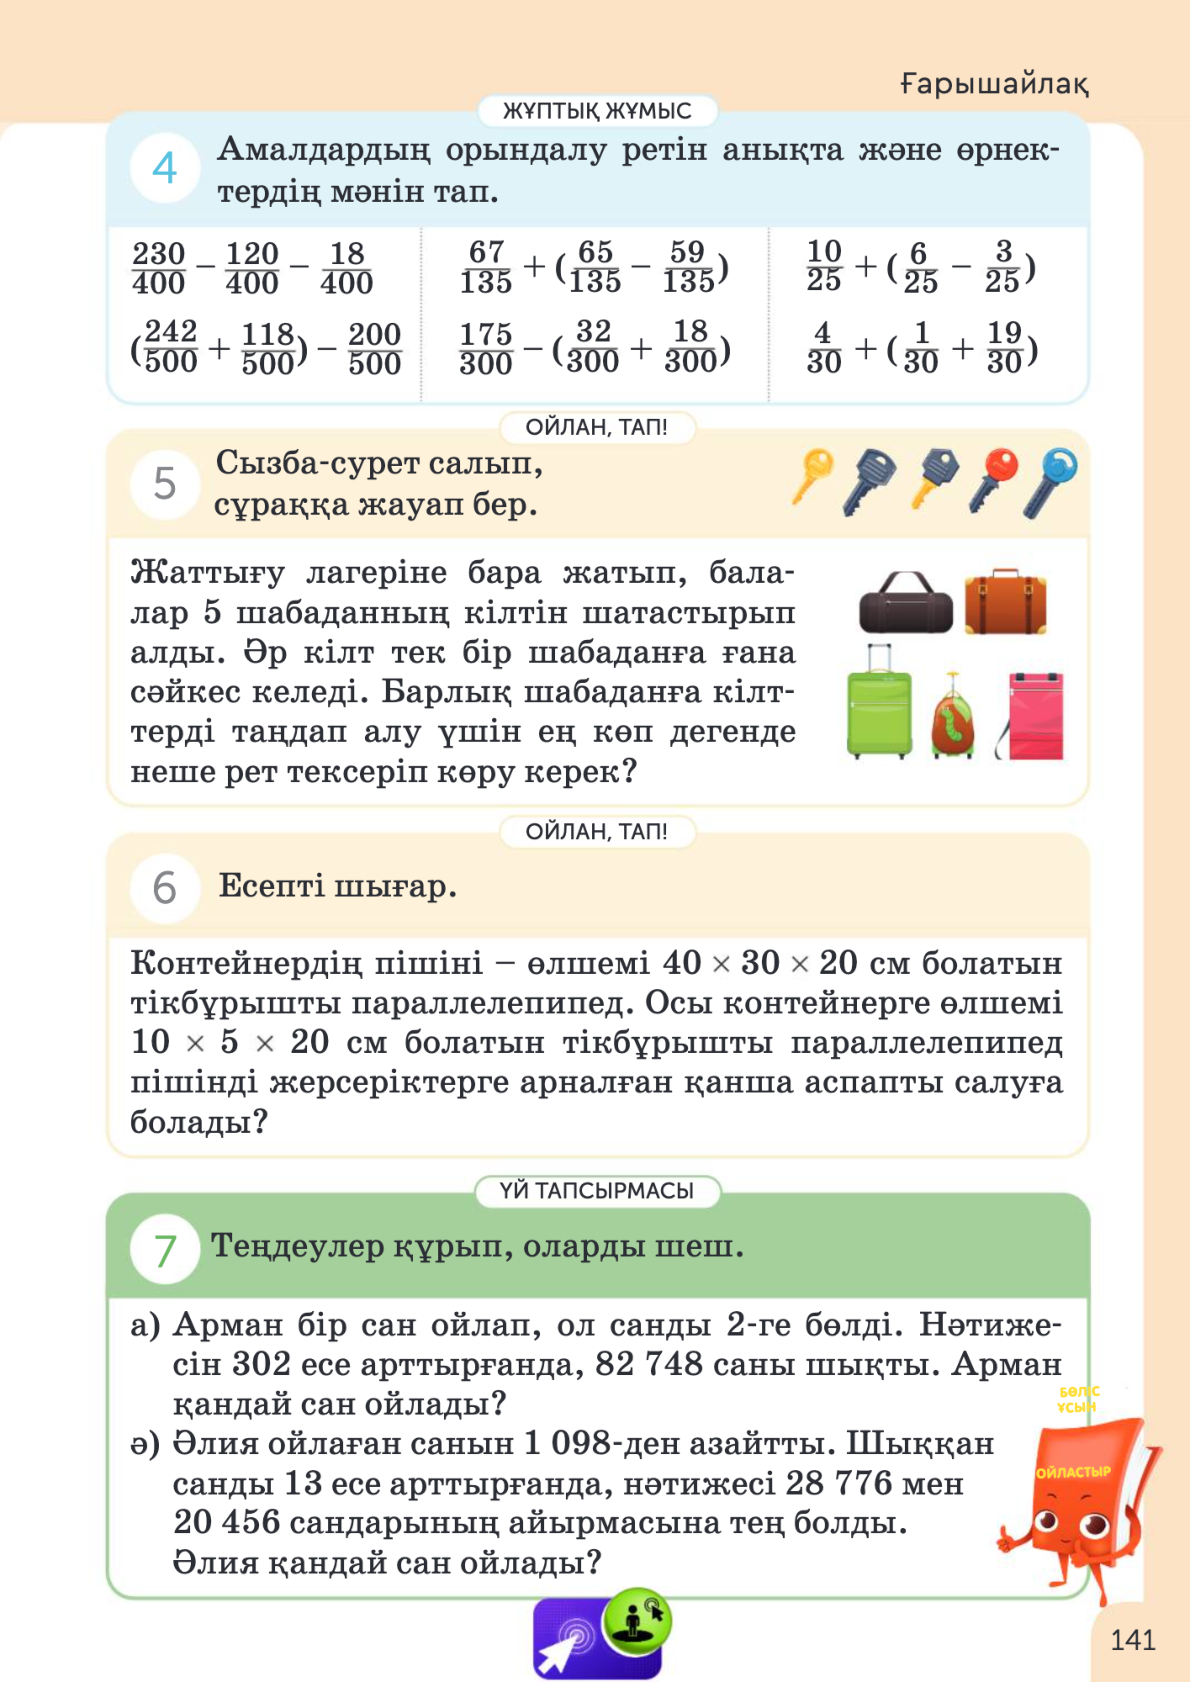 Ғарышайлақ
ЖҰПТЫҚ ЖҰМЫС
4 Амалдардың орындалу ретін анықта және өрнек-
тердің мәнін тап.
230/400 − 120/400 − 18/400
67/135 + (65/135 − 59/135)
10/25 + (6/25 − 3/25)
(242/500 + 118/500) − 200/500
175/300 − (32/300 + 18/300)
4/30 + (1/30 + 19/30)
ОЙЛАН, ТАП!
5 Сызба-сурет салып,
сұраққа жауап бер.
Жаттығу лагеріне бара жатып, бала-
лар 5 шабаданның кілтін шатастырып
алды. Әр кілт тек бір шабаданға ғана
сәйкес келеді. Барлық шабаданға кілт-
терді таңдап алу үшін ең көп дегенде
неше рет тексеріп көру керек?
ОЙЛАН, ТАП!
6 Есепті шығар.
Контейнердің пішіні – өлшемі 40 × 30 × 20 см болатын
тікбұрышты параллелепипед. Осы контейнерге өлшемі
10 × 5 × 20 см болатын тікбұрышты параллелепипед
пішінді жерсеріктерге арналған қанша аспапты салуға
болады?
ҮЙ ТАПСЫРМАСЫ
7 Теңдеулер құрып, оларды шеш.
а) Арман бір сан ойлап, ол санды 2-ге бөлді. Нәтиже-
сін 302 есе арттырғанда, 82 748 саны шықты. Арман
қандай сан ойлады?
ә) Әлия ойлаған санын 1 098-ден азайтты. Шыққан
санды 13 есе арттырғанда, нәтижесі 28 776 мен
20 456 сандарының айырмасына тең болды.
Әлия қандай сан ойлады?
БӨЛІС
ҰСЫН
ОЙЛАСТЫР
141